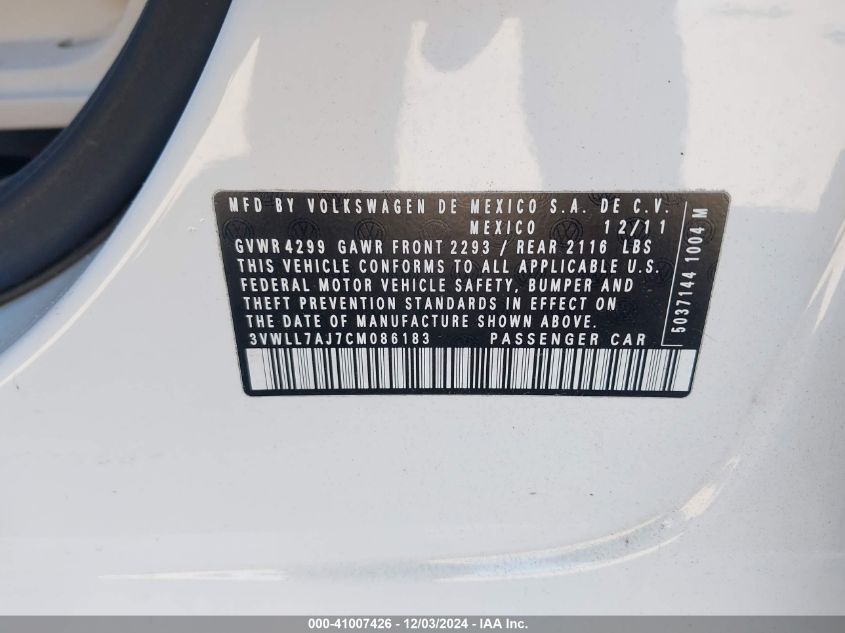 MFD BY VOLKSWAGEN DE MEXICO S.A. DE C.V.
MEXICO 12/11
GVWR 4299 GAWR FRONT 2293 / REAR 2116 LBS
THIS VEHICLE CONFORMS TO ALL APPLICABLE U.S.
FEDERAL MOTOR VEHICLE SAFETY, BUMPER AND
THEFT PREVENTION STANDARDS IN EFFECT ON
THE DATE OF MANUFACTURE SHOWN ABOVE.
3VWLL7AJ7CM086183 PASSENGER CAR
5037144 1004 M
000-41007426 - 12/03/2024 - IAA Inc.